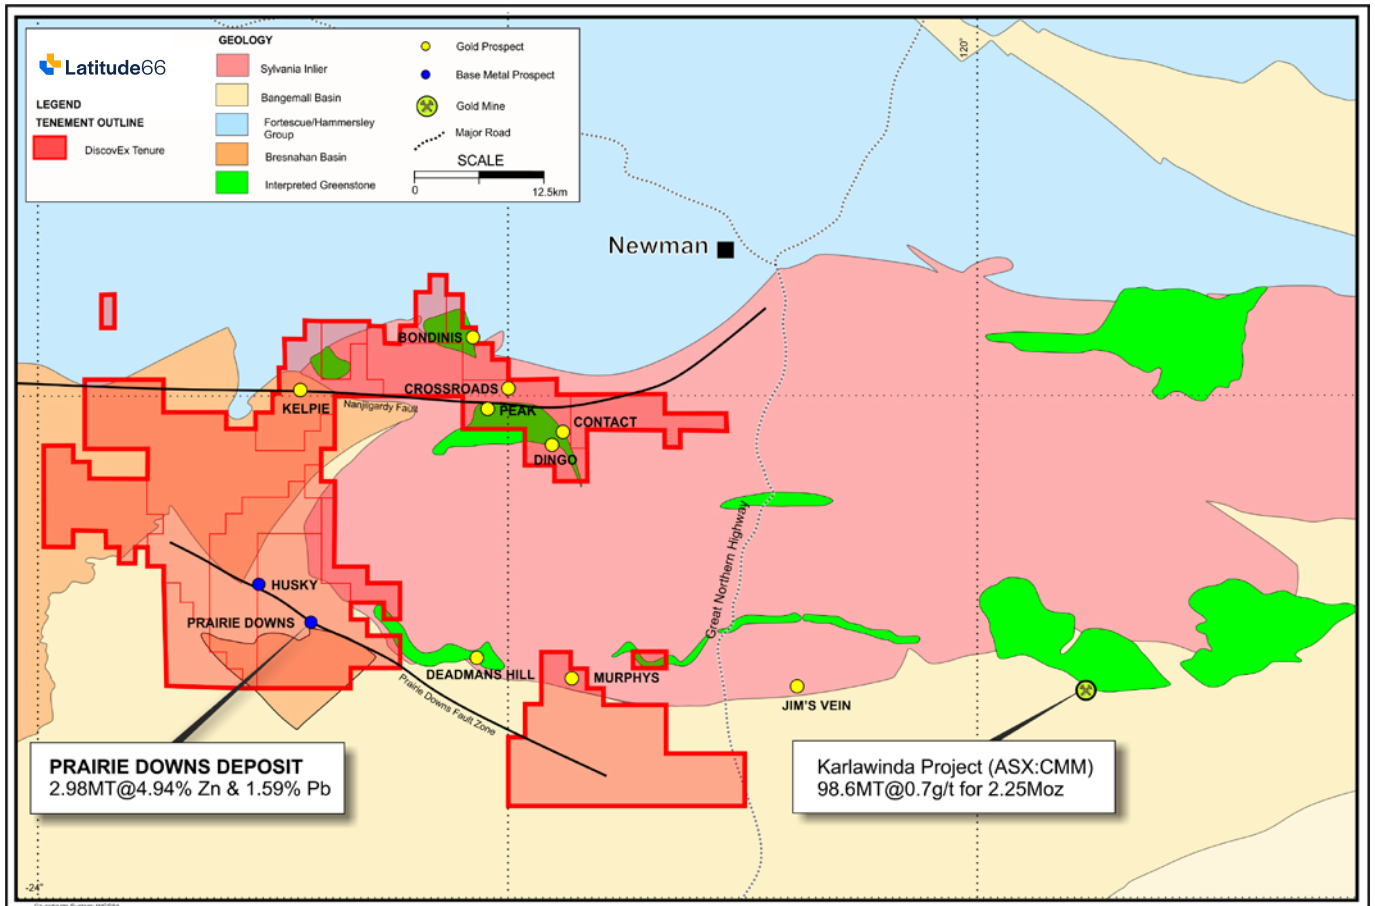 Latitude66
LEGEND
TENEMENT OUTLINE
DiscovEx Tenure
GEOLOGY
Sylvania Inlier
Bangemall Basin
Fortescue/Hammersley
Group
Bresnahan Basin
Interpreted Greenstone
Gold Prospect
Base Metal Prospect
Gold Mine
Major Road
SCALE
0
12.5km
120°
Newman
BONDINIS
CROSSROADS
KELPIE
Nanjilgardy Fault
PEAK
CONTACT
DINGO
Great Northern Highway
HUSKY
PRAIRIE DOWNS
DEADMANS HILL
MURPHYS
JIM'S VEIN
Prairie Downs Fault Zone
PRAIRIE DOWNS DEPOSIT
2.98MT@4.94% Zn & 1.59% Pb
Karlawinda Project (ASX:CMM)
98.6MT@0.7g/t for 2.25Moz
-24°